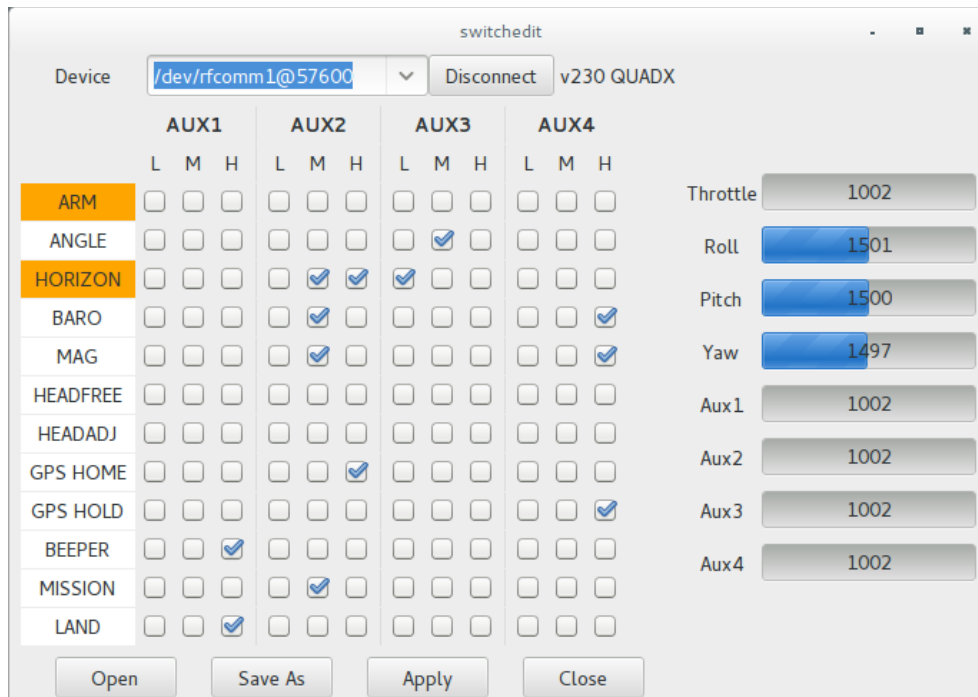 switchedit
Device /dev/rfcomm1@57600 Disconnect v230 QUADX
AUX1 AUX2 AUX3 AUX4
L M H L M H L M H L M H
ARM
ANGLE
HORIZON
BARO
MAG
HEADFREE
HEADADJ
GPS HOME
GPS HOLD
BEEPER
MISSION
LAND
Throttle 1002
Roll 1501
Pitch 1500
Yaw 1497
Aux1 1002
Aux2 1002
Aux3 1002
Aux4 1002
Open Save As Apply Close